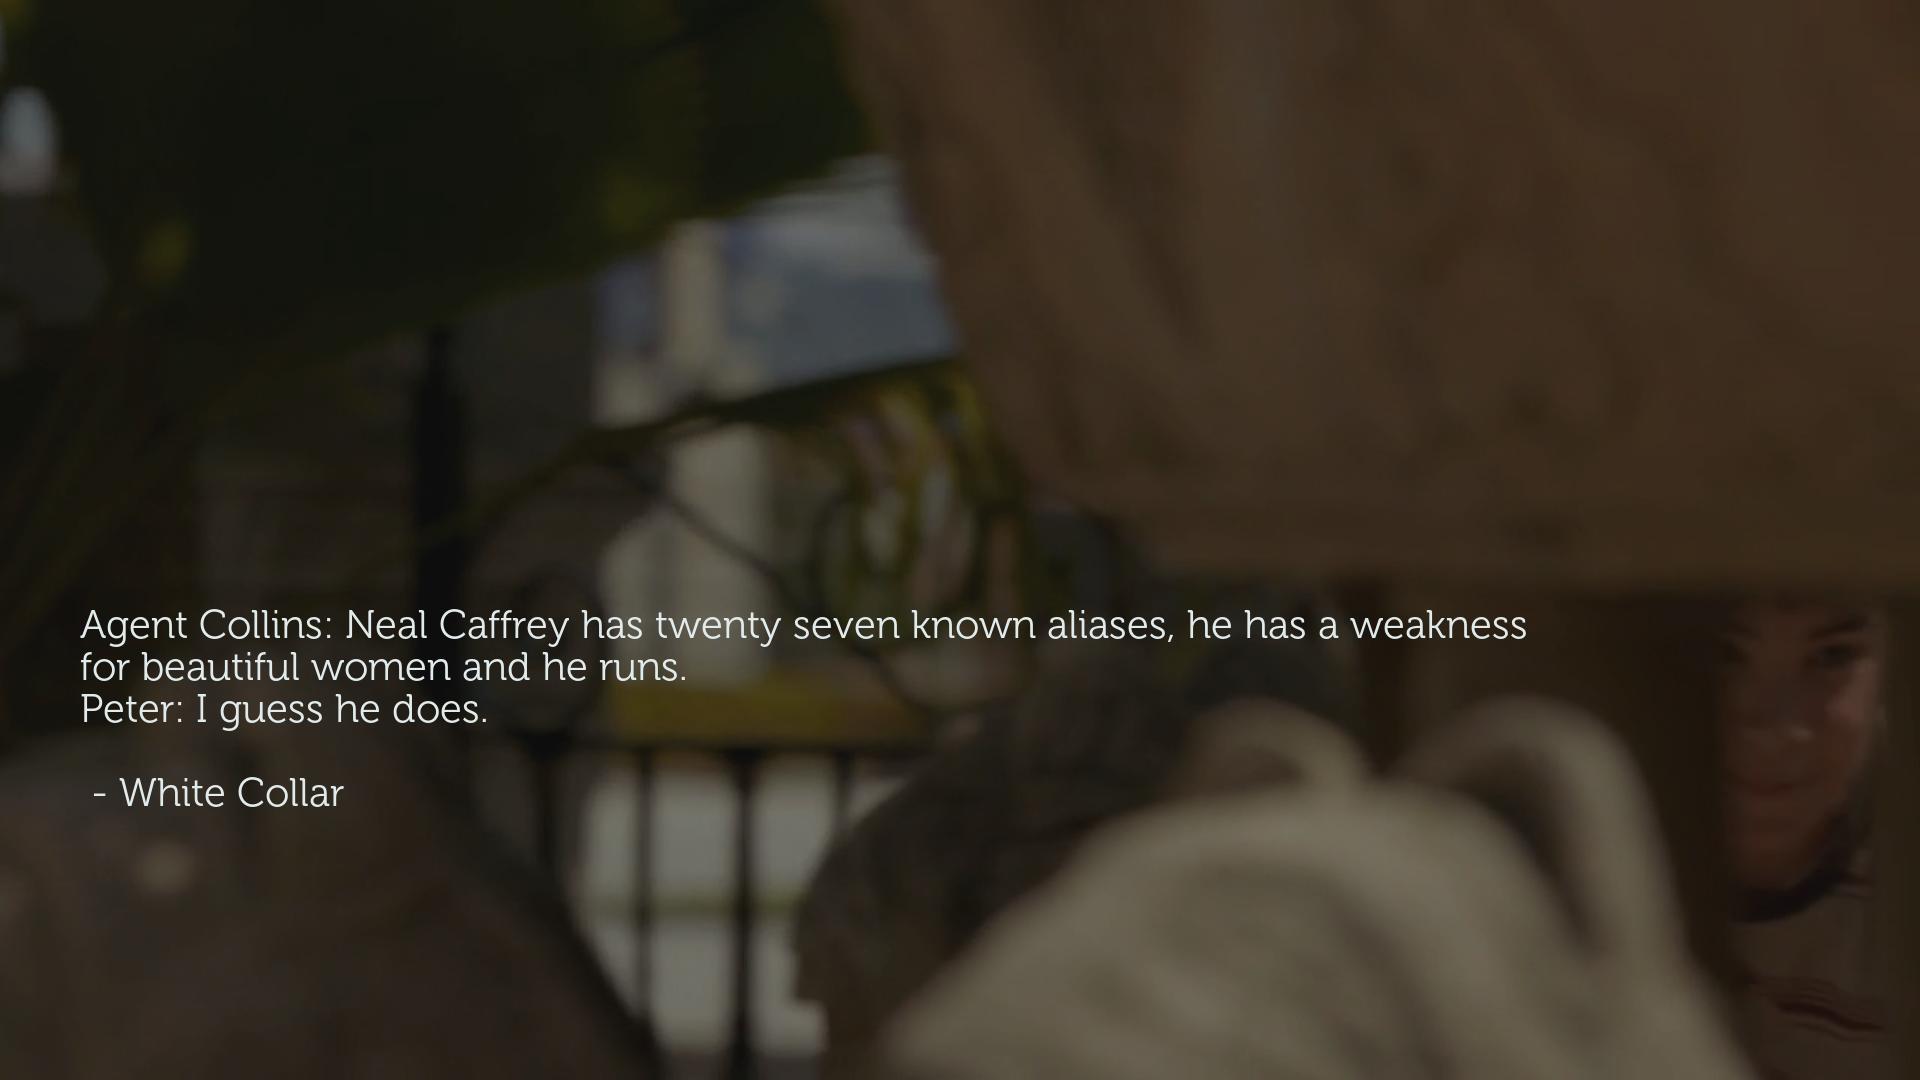 Agent Collins: Neal Caffrey has twenty seven known aliases, he has a weakness
for beautiful women and he runs.
Peter: I guess he does.
- White Collar